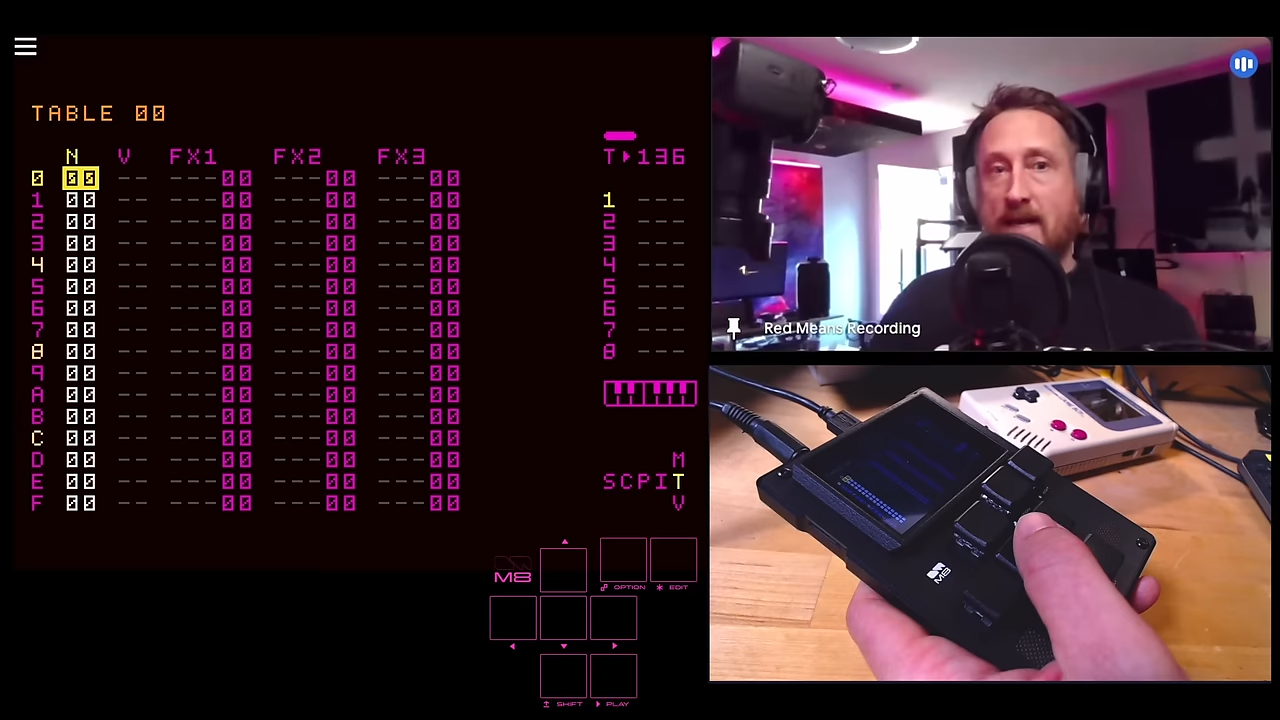 TABLE 00
N V FX1 FX2 FX3
T▸136
0 00 -- ---00 ---00 ---00
1 00 -- ---00 ---00 ---00 1 ---
2 00 -- ---00 ---00 ---00 2 ---
3 00 -- ---00 ---00 ---00 3 ---
4 00 -- ---00 ---00 ---00 4 ---
5 00 -- ---00 ---00 ---00 5 ---
6 00 -- ---00 ---00 ---00 6 ---
7 00 -- ---00 ---00 ---00 7 ---
8 00 -- ---00 ---00 ---00 8 ---
9 00 -- ---00 ---00 ---00
A 00 -- ---00 ---00 ---00
B 00 -- ---00 ---00 ---00
C 00 -- ---00 ---00 ---00
D 00 -- ---00 ---00 ---00 M
E 00 -- ---00 ---00 ---00 SCPIT
F 00 -- ---00 ---00 ---00 V
M8
OPTION
EDIT
SHIFT
PLAY
Red Means Recording
M8